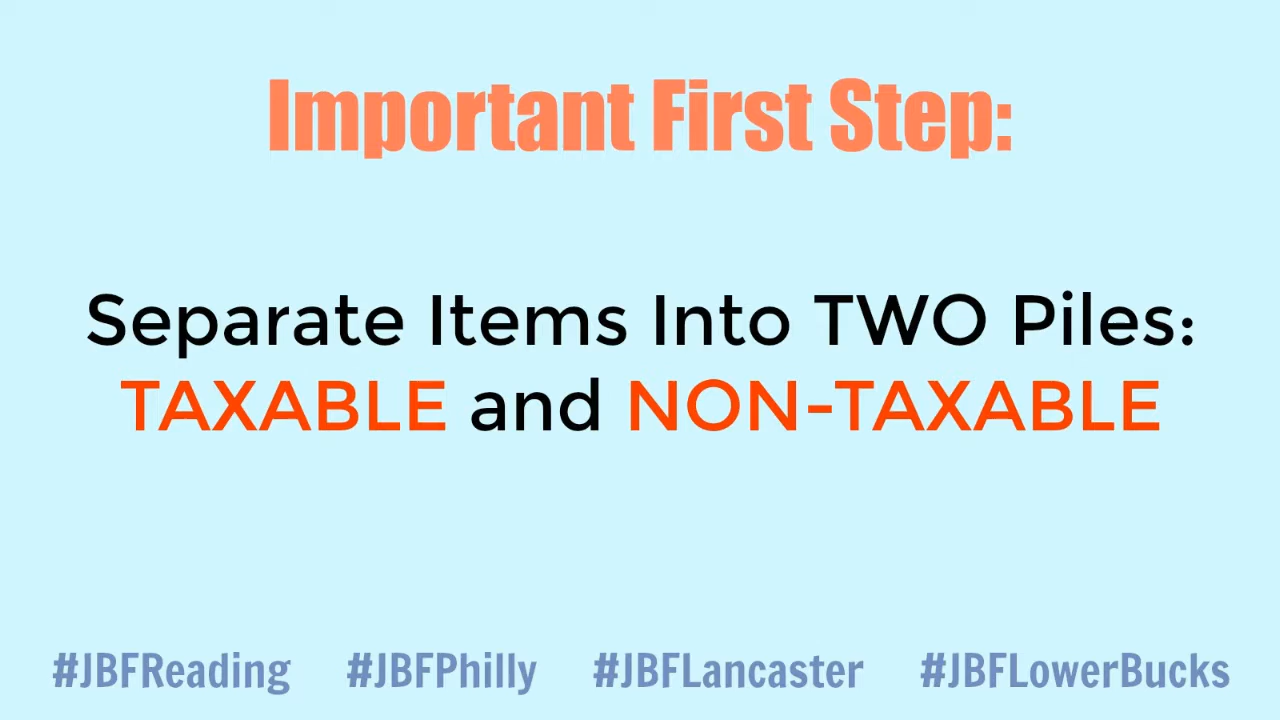 Important First Step:
Separate Items Into TWO Piles:
TAXABLE and NON-TAXABLE
#JBFReading #JBFPhilly #JBFLancaster #JBFLowerBucks